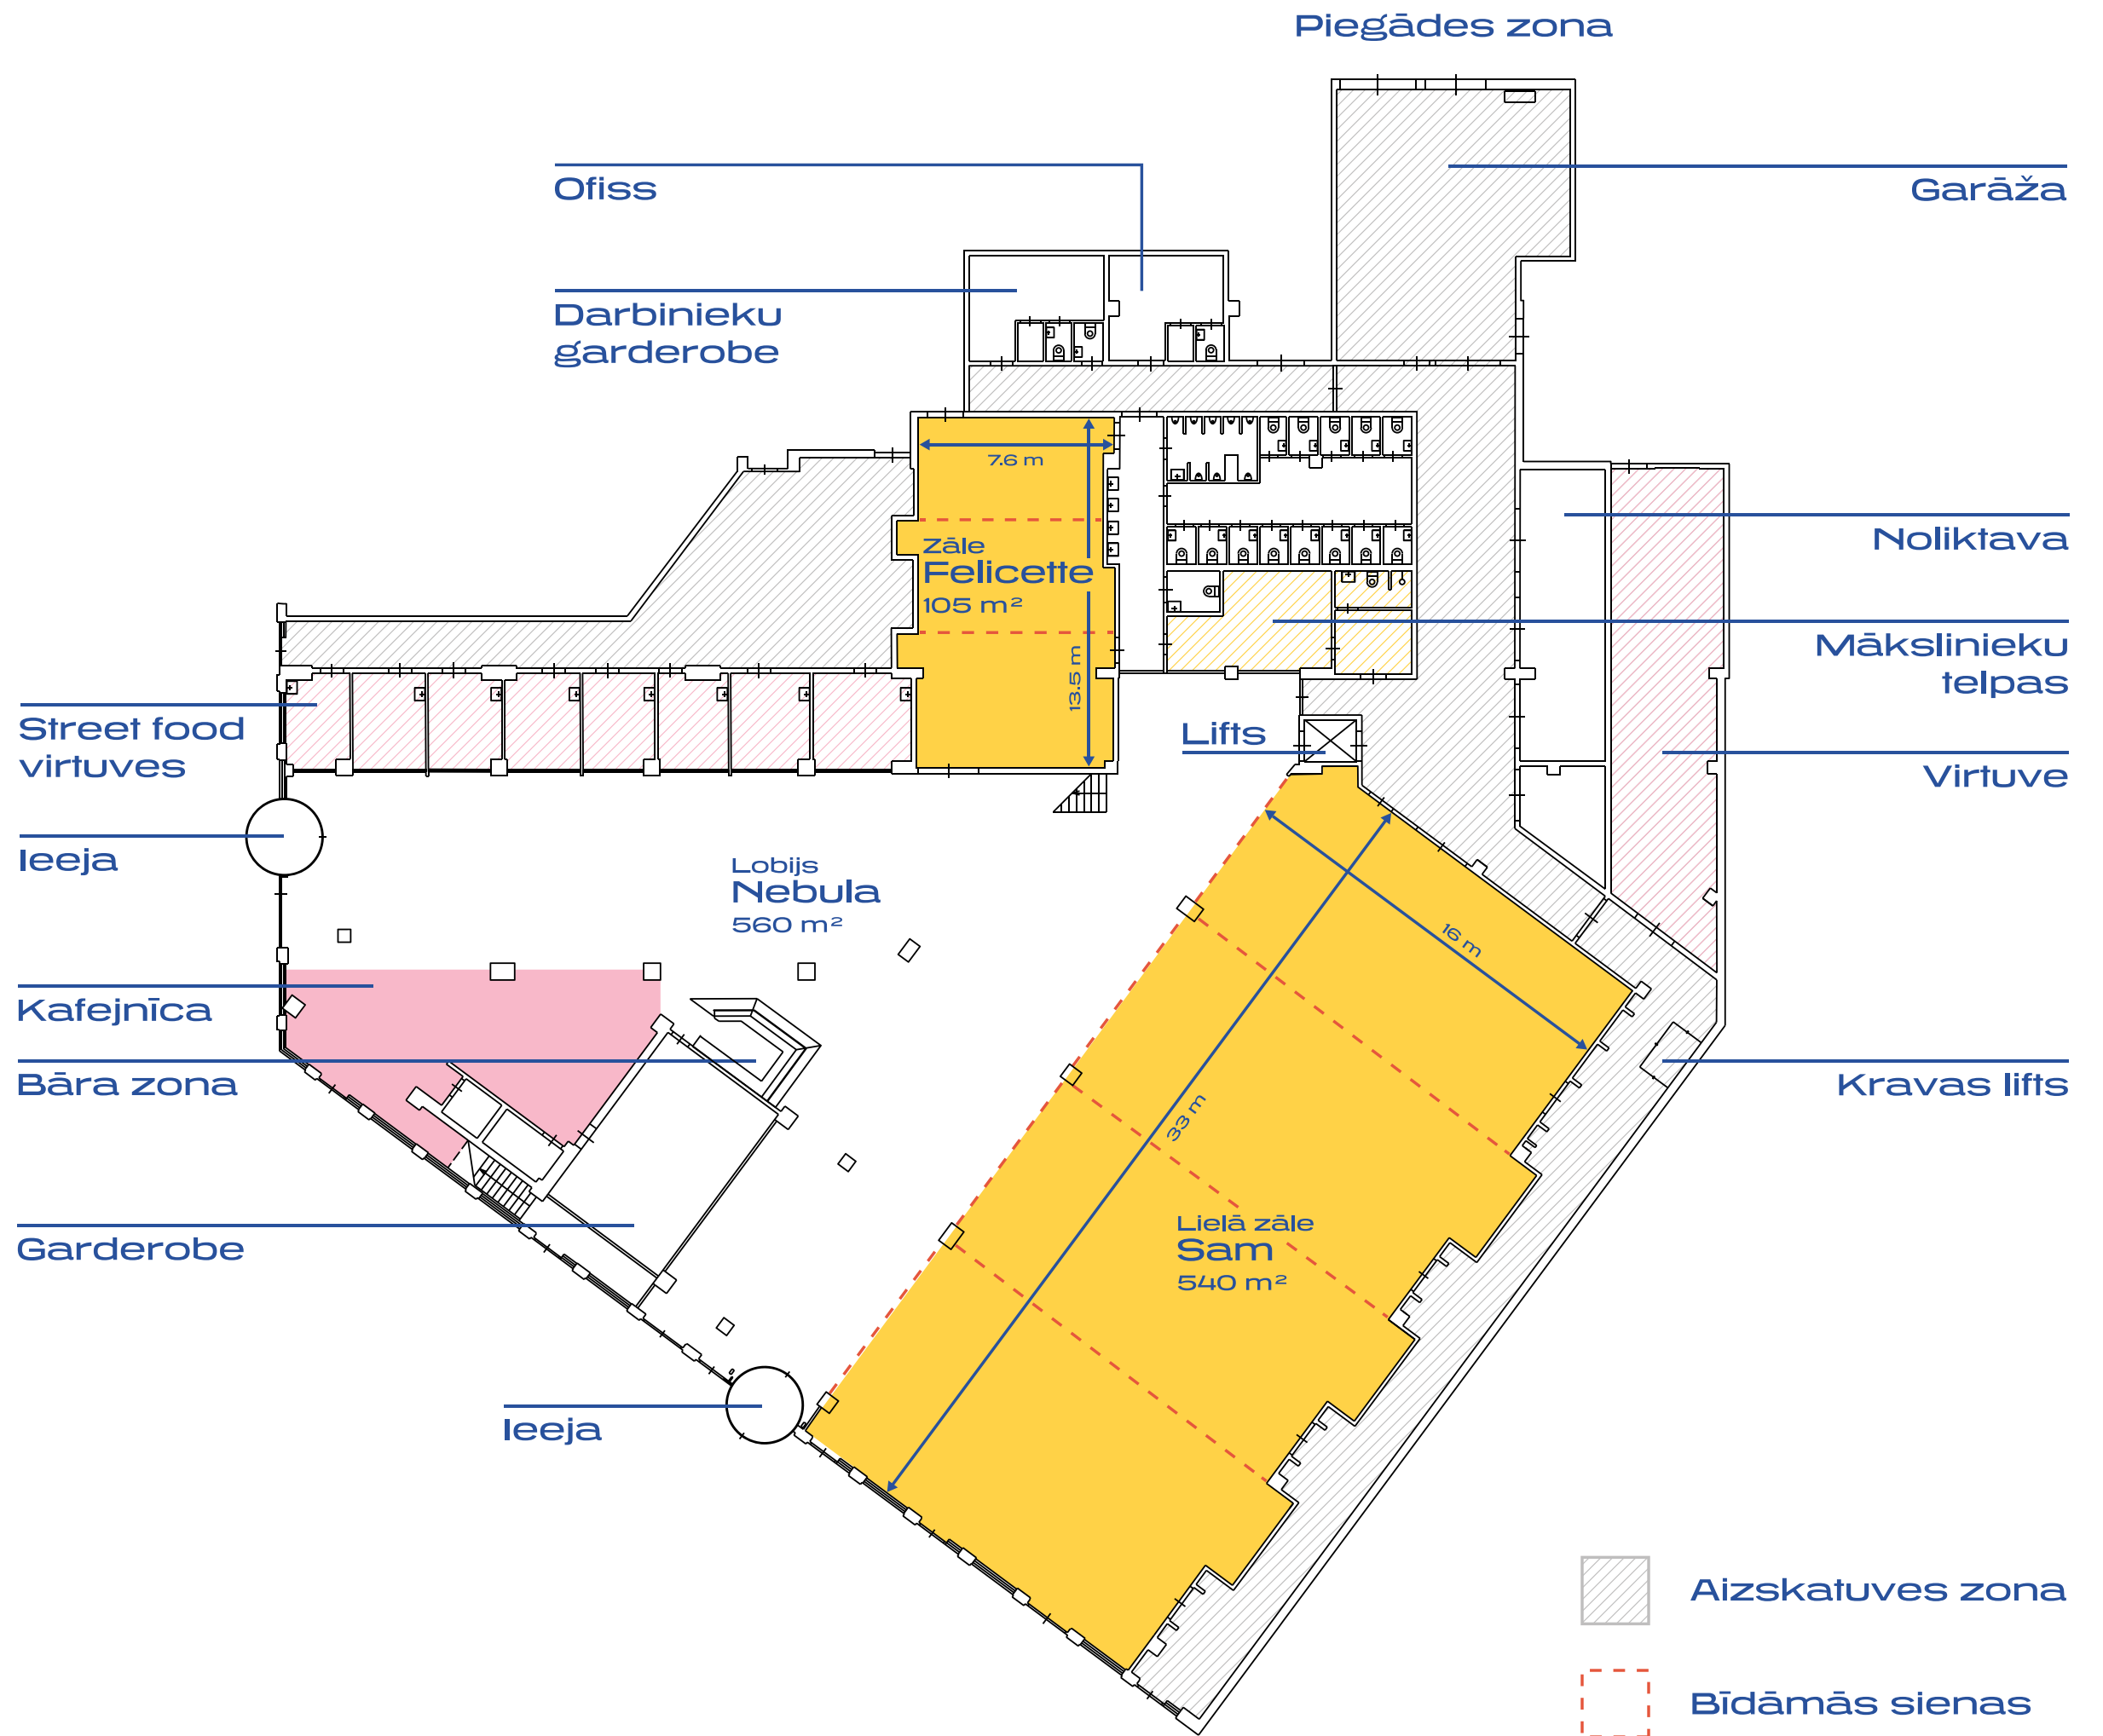 Piegādes zona
Ofiss
Garāža
Darbinieku
garderobe
7.6 m
Zāle
Felicette
105 m²
13.5 m
Noliktava
Mākslinieku
telpas
Street food
virtuves
Lifts
Virtuve
Ieeja
Lobijs
Nebula
560 m²
16 m
Kafejnīca
Bāra zona
Kravas lifts
33 m
Garderobe
Lielā zāle
Sam
540 m²
Ieeja
Aizskatuves zona
Bīdāmās sienas